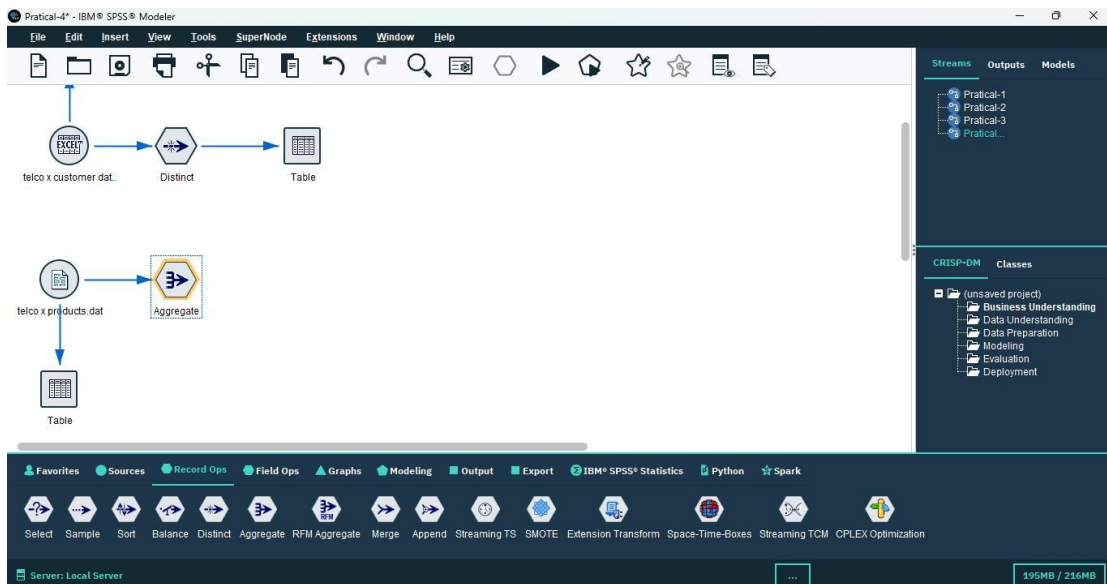 Pratical-4* - IBM® SPSS® Modeler
File Edit Insert View Tools SuperNode Extensions Window Help
Streams Outputs Models
Pratical-1
Pratical-2
Pratical-3
Pratical...
EXCEL
telco x customer dat..
Distinct
Table
telco x products.dat
Aggregate
Table
CRISP-DM Classes
(unsaved project)
Business Understanding
Data Understanding
Data Preparation
Modeling
Evaluation
Deployment
Favorites Sources Record Ops Field Ops Graphs Modeling Output Export IBM® SPSS® Statistics Python Spark
RFM
Select Sample Sort Balance Distinct Aggregate RFM Aggregate Merge Append Streaming TS SMOTE Extension Transform Space-Time-Boxes Streaming TCM CPLEX Optimization
Server: Local Server ... 195MB / 216MB